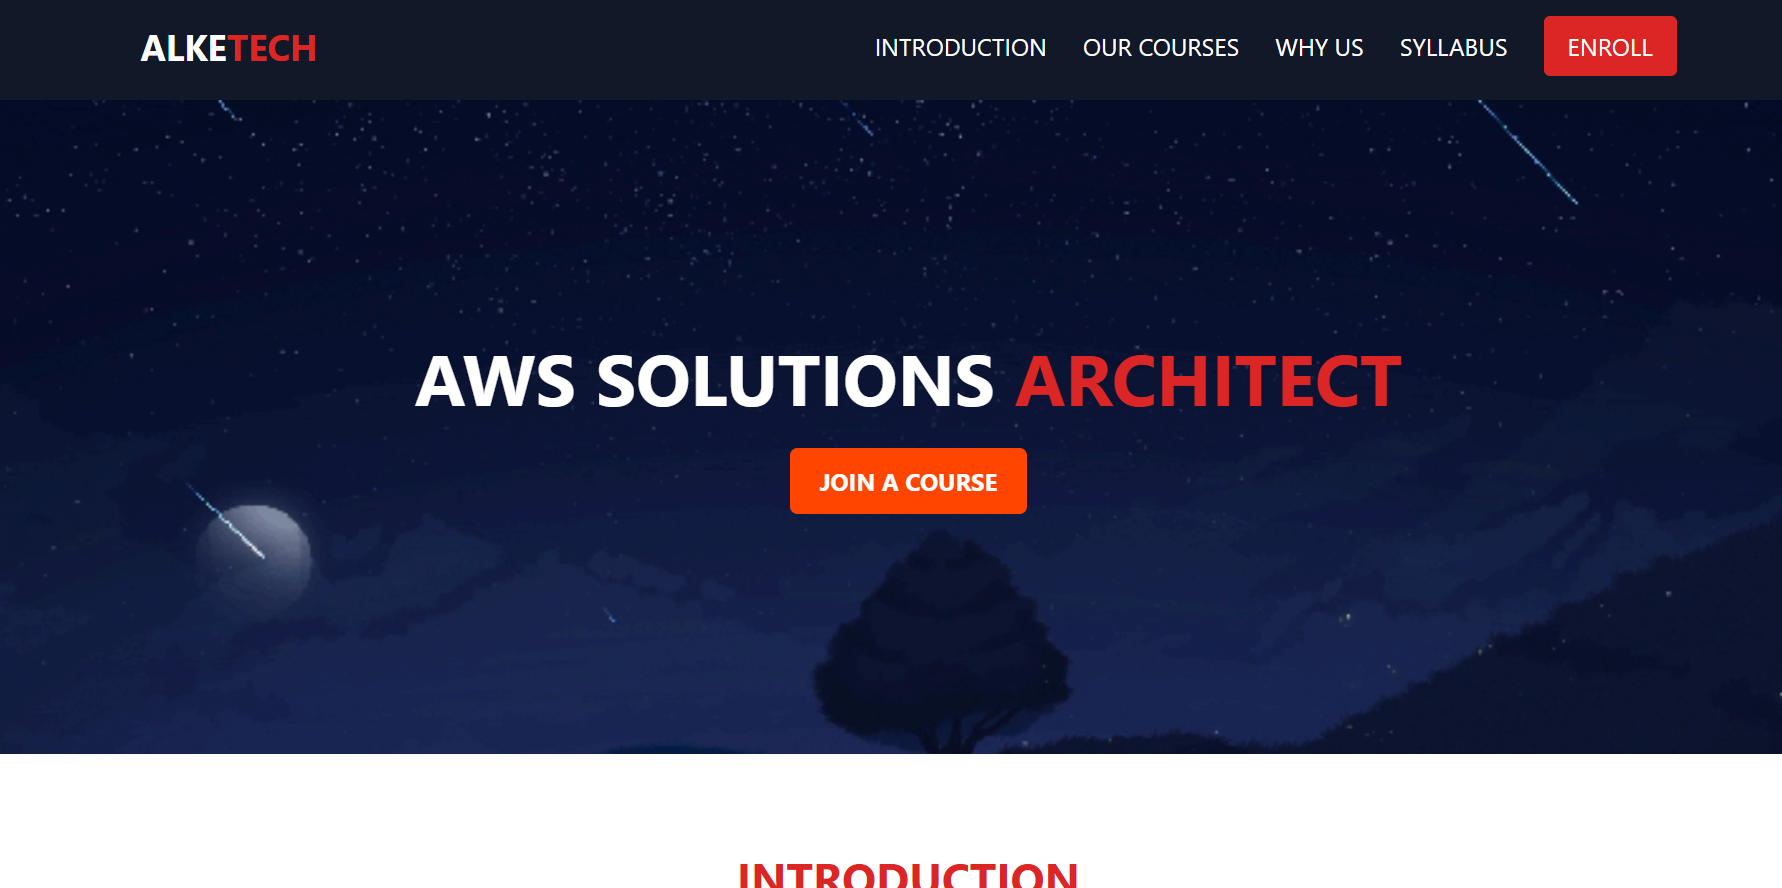 ALKETECH
INTRODUCTION OUR COURSES WHY US SYLLABUS ENROLL
AWS SOLUTIONS ARCHITECT
JOIN A COURSE
INTRODUCTION